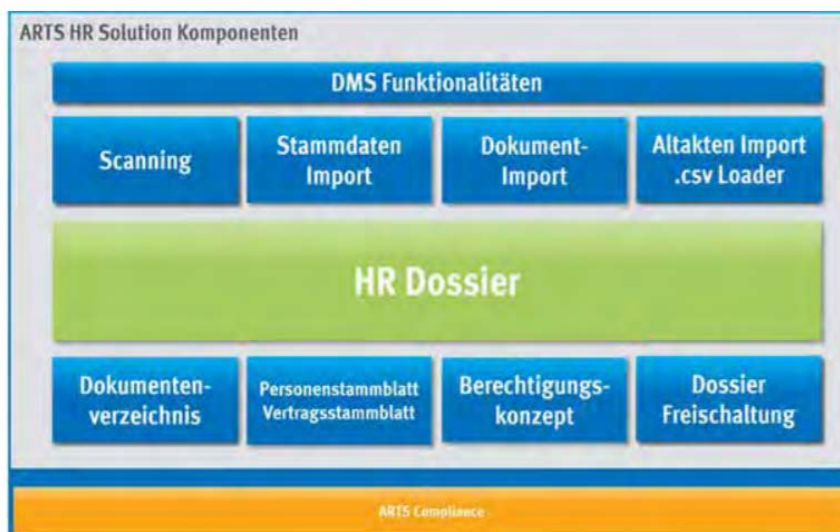 ARTS HR Solution Komponenten
DMS Funktionalitäten
Scanning
Stammdaten
Import
Dokument-
Import
Altakten Import
.csv Loader
HR Dossier
Dokumenten-
verzeichnis
Personenstammblatt
Vertragsstammblatt
Berechtigungs-
konzept
Dossier
Freischaltung
ARTS Compliance